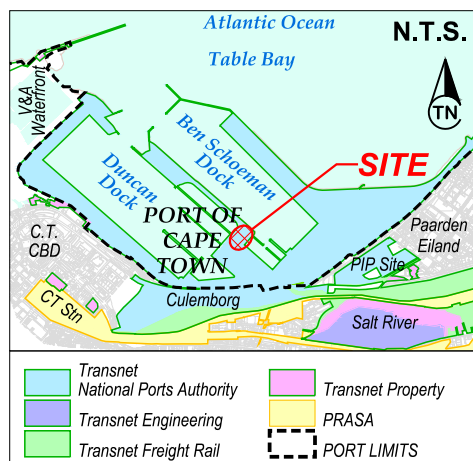 Atlantic Ocean
N.T.S.
Table Bay
TN
V&A
Waterfront
Ben Schoeman
Dock
Duncan
Dock
SITE
PORT OF
CAPE
TOWN
C.T.
CBD
Paarden
Eiland
PIP Site
Culemborg
CT Stn
Salt River
Transnet
National Ports Authority
Transnet Property
Transnet Engineering
PRASA
Transnet Freight Rail
PORT LIMITS